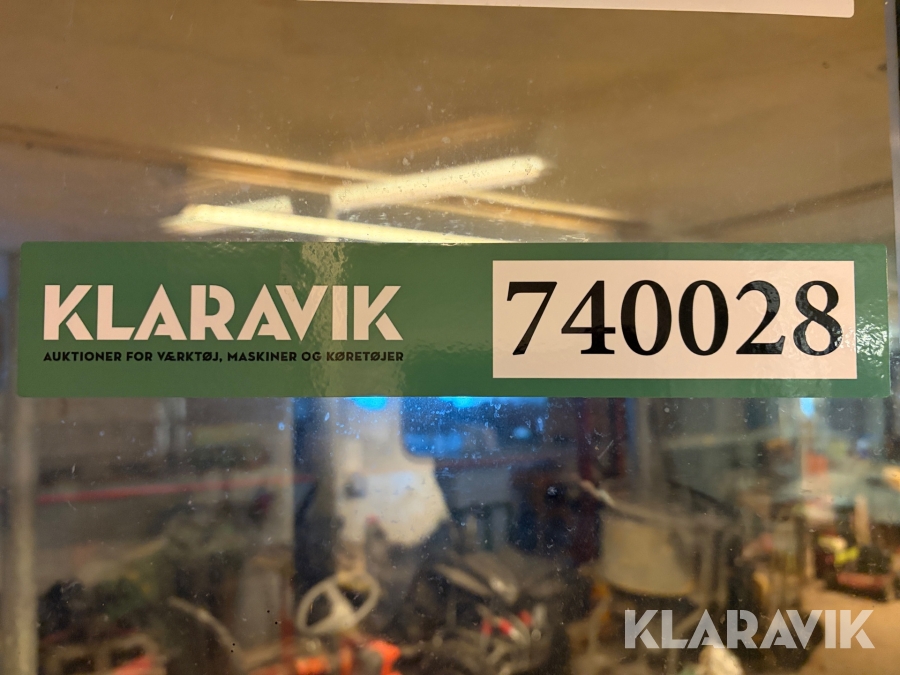 KLARAVIK
AUKTIONER FOR VÆRKTØJ, MASKINER OG KØRETØJER
740028
KLARAVIK